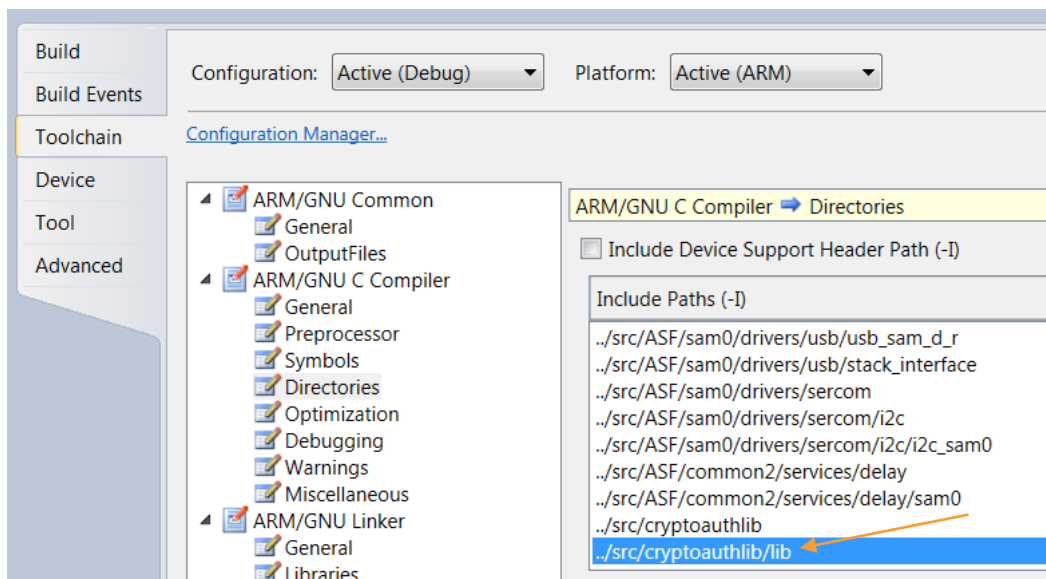 Build
Build Events
Toolchain
Device
Tool
Advanced
Configuration: Active (Debug) Platform: Active (ARM)
Configuration Manager...
ARM/GNU Common
General
OutputFiles
ARM/GNU C Compiler
General
Preprocessor
Symbols
Directories
Optimization
Debugging
Warnings
Miscellaneous
ARM/GNU Linker
General
Libraries
ARM/GNU C Compiler Directories
Include Device Support Header Path (-I)
Include Paths (-I)
../src/ASF/sam0/drivers/usb/usb_sam_d_r
../src/ASF/sam0/drivers/usb/stack_interface
../src/ASF/sam0/drivers/sercom
../src/ASF/sam0/drivers/sercom/i2c
../src/ASF/sam0/drivers/sercom/i2c/i2c_sam0
../src/ASF/common2/services/delay
../src/ASF/common2/services/delay/sam0
../src/cryptoauthlib
../src/cryptoauthlib/lib